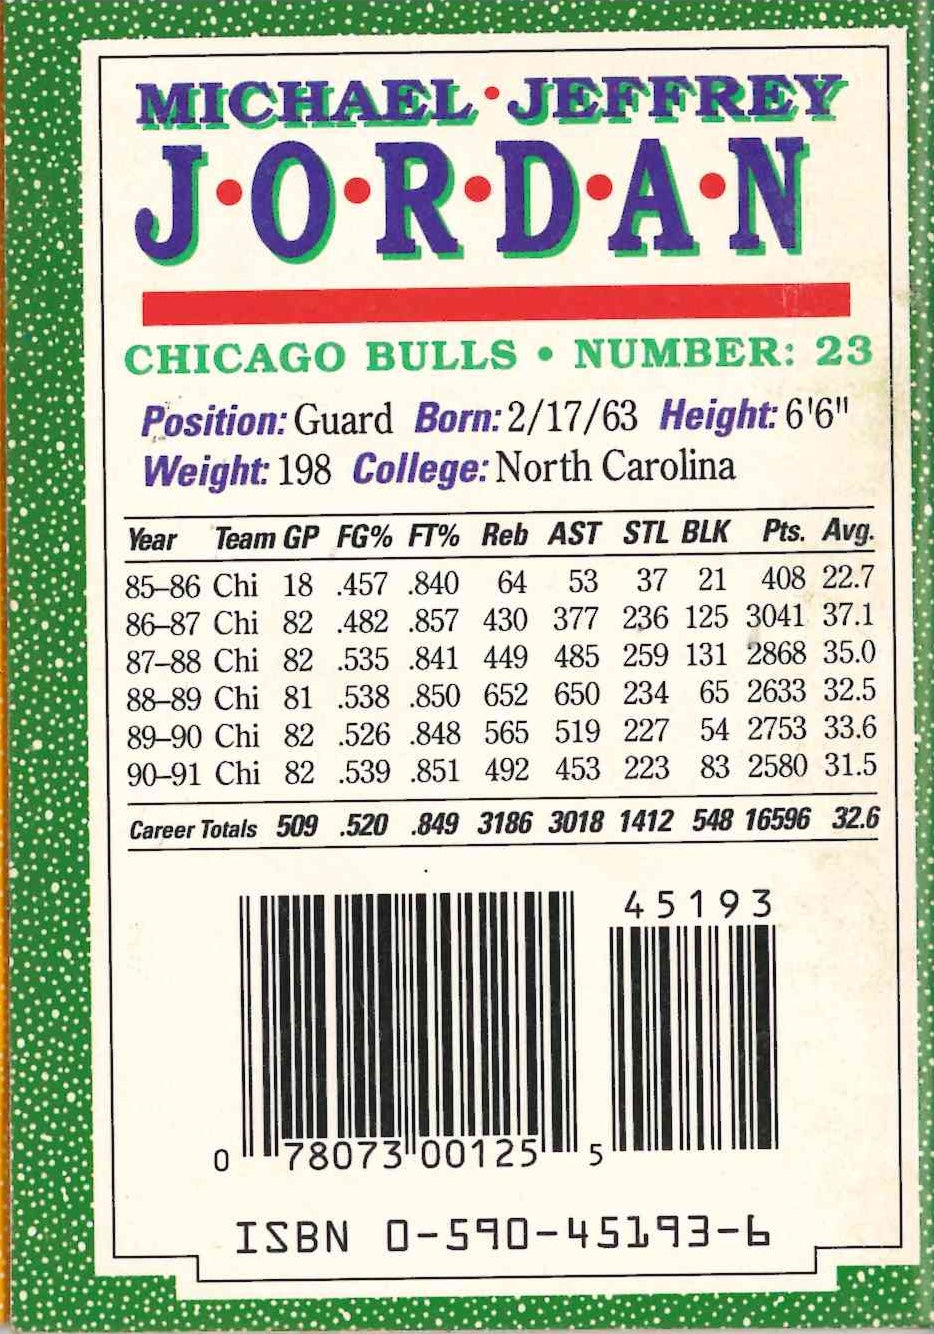 MICHAEL • JEFFREY
J•O•R•D•A•N
CHICAGO BULLS • NUMBER: 23
Position: Guard Born: 2/17/63 Height: 6'6"
Weight: 198 College: North Carolina
Year Team GP FG% FT% Reb AST STL BLK Pts. Avg.
85–86 Chi 18 .457 .840 64 53 37 21 408 22.7
86–87 Chi 82 .482 .857 430 377 236 125 3041 37.1
87–88 Chi 82 .535 .841 449 485 259 131 2868 35.0
88–89 Chi 81 .538 .850 652 650 234 65 2633 32.5
89–90 Chi 82 .526 .848 565 519 227 54 2753 33.6
90–91 Chi 82 .539 .851 492 453 223 83 2580 31.5
Career Totals 509 .520 .849 3186 3018 1412 548 16596 32.6
45193
0 78073 00125 5
ISBN 0-590-45193-6